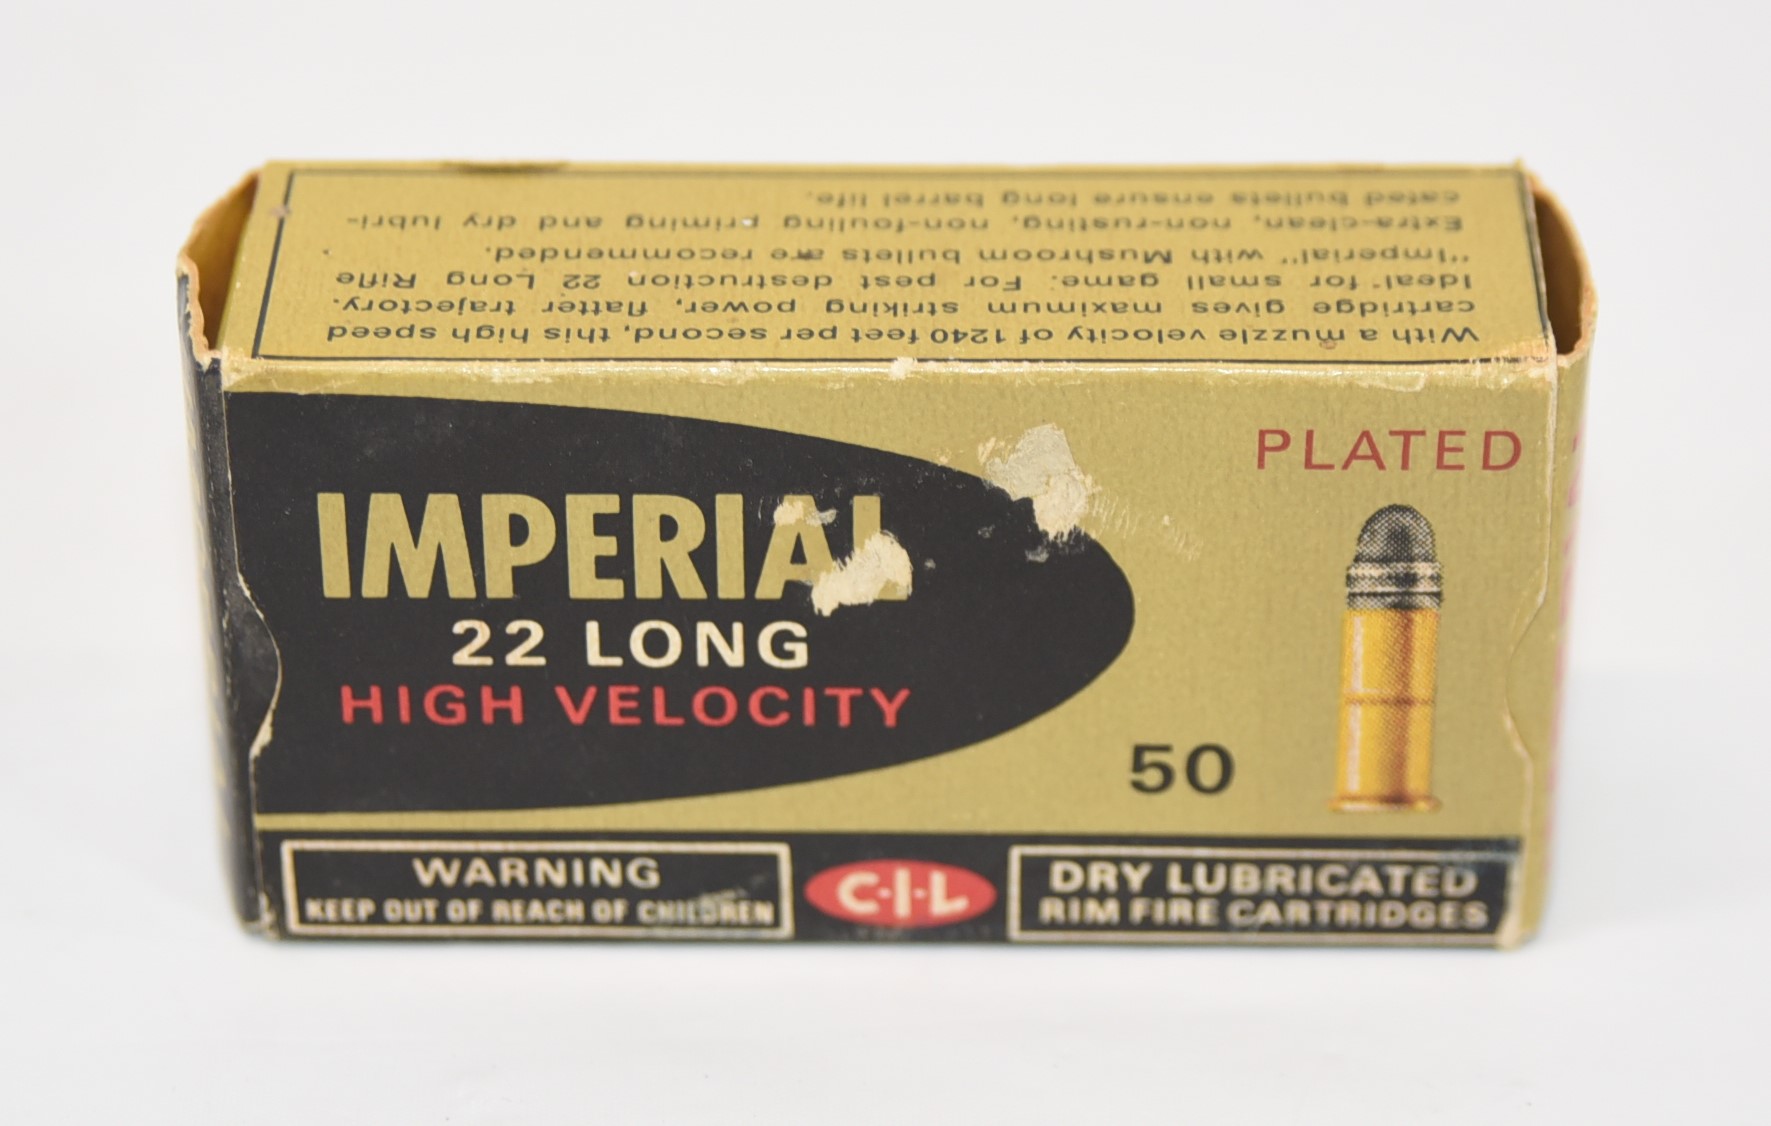 With a muzzle velocity of 1240 feet per second, this high speed
cartridge gives maximum striking power, flatter trajectory.
Ideal for small game. For pest destruction 22 Long Rifle
"Imperial" with Mushroom bullets are recommended.
Extra-clean, non-rusting, non-fouling priming and dry lubri-
cated bullets ensure long barrel life.
PLATED
IMPERIAL
22 LONG
HIGH VELOCITY
50
WARNING
KEEP OUT OF REACH OF CHILDREN
C·I·L
DRY LUBRICATED
RIM FIRE CARTRIDGES